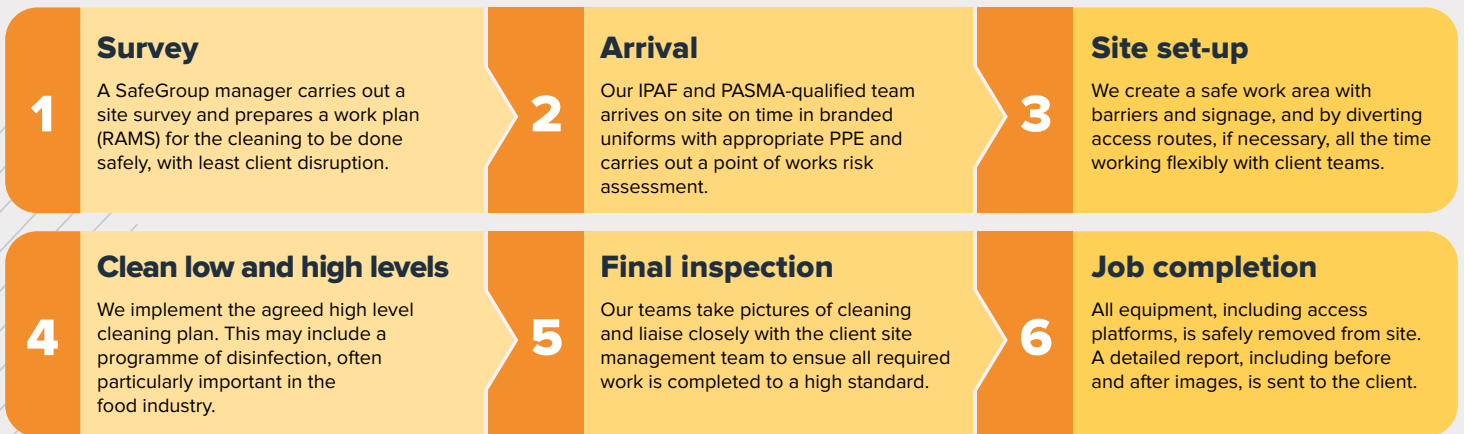 1
Survey
A SafeGroup manager carries out a
site survey and prepares a work plan
(RAMS) for the cleaning to be done
safely, with least client disruption.
2
Arrival
Our IPAF and PASMA-qualified team
arrives on site on time in branded
uniforms with appropriate PPE and
carries out a point of works risk
assessment.
3
Site set-up
We create a safe work area with
barriers and signage, and by diverting
access routes, if necessary, all the time
working flexibly with client teams.
4
Clean low and high levels
We implement the agreed high level
cleaning plan. This may include a
programme of disinfection, often
particularly important in the
food industry.
5
Final inspection
Our teams take pictures of cleaning
and liaise closely with the client site
management team to ensue all required
work is completed to a high standard.
6
Job completion
All equipment, including access
platforms, is safely removed from site.
A detailed report, including before
and after images, is sent to the client.